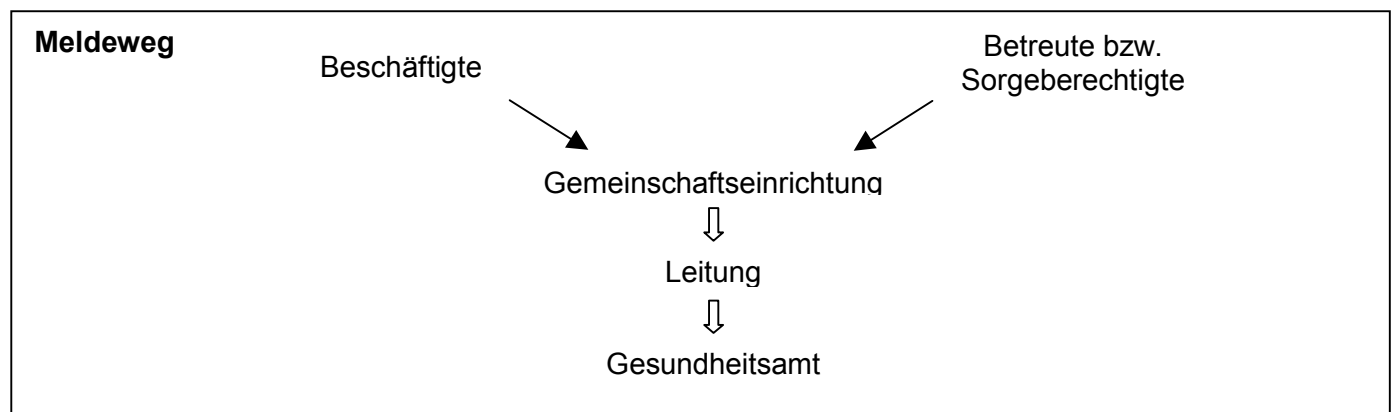 Meldeweg
Beschäftigte
Betreute bzw.
Sorgeberechtigte
Gemeinschaftseinrichtung
Leitung
Gesundheitsamt